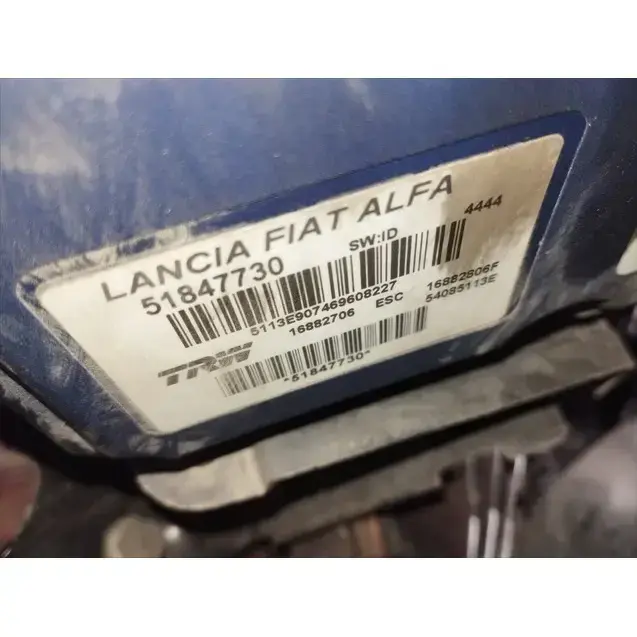 LANCIA FIAT ALFA
51847730 SW:ID 4444
5113E907469608227
16882706 ESC 16882806F
54085113E
TRW
*51847730*